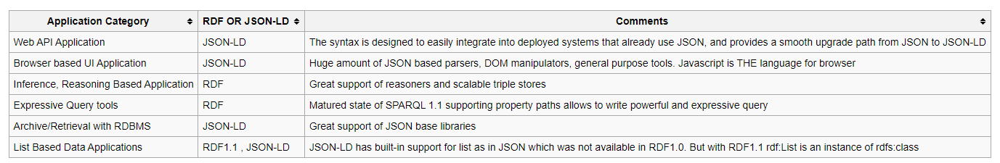 Application Category RDF OR JSON-LD Comments
Web API Application JSON-LD The syntax is designed to easily integrate into deployed systems that already use JSON, and provides a smooth upgrade path from JSON to JSON-LD
Browser based UI Application JSON-LD Huge amount of JSON based parsers, DOM manipulators, general purpose tools. Javascript is THE language for browser
Inference, Reasoning Based Application RDF Great support of reasoners and scalable triple stores
Expressive Query tools RDF Matured state of SPARQL 1.1 supporting property paths allows to write powerful and expressive query
Archive/Retrieval with RDBMS JSON-LD Great support of JSON base libraries
List Based Data Applications RDF1.1 , JSON-LD JSON-LD has built-in support for list as in JSON which was not available in RDF1.0. But with RDF1.1 rdf:List is an instance of rdfs:class